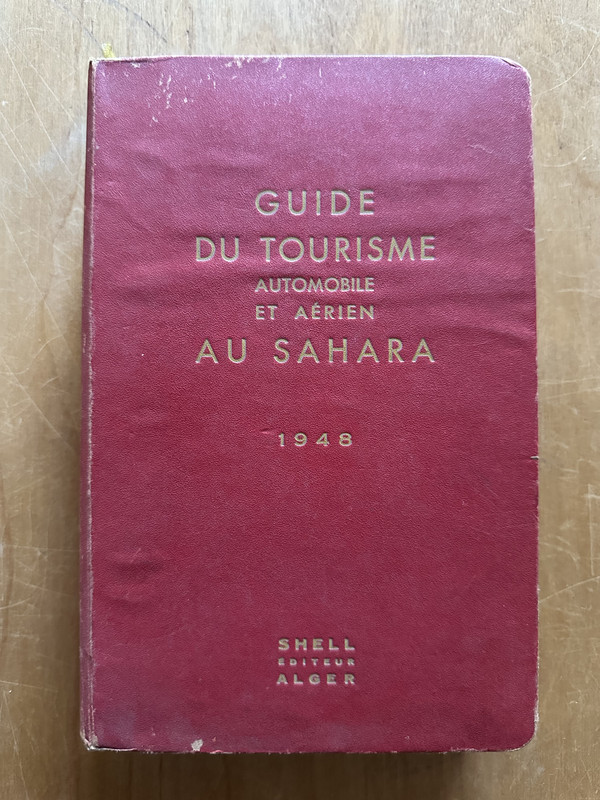 GUIDE
DU TOURISME
AUTOMOBILE
ET AÉRIEN
AU SAHARA
1948
SHELL
EDITEUR
ALGER